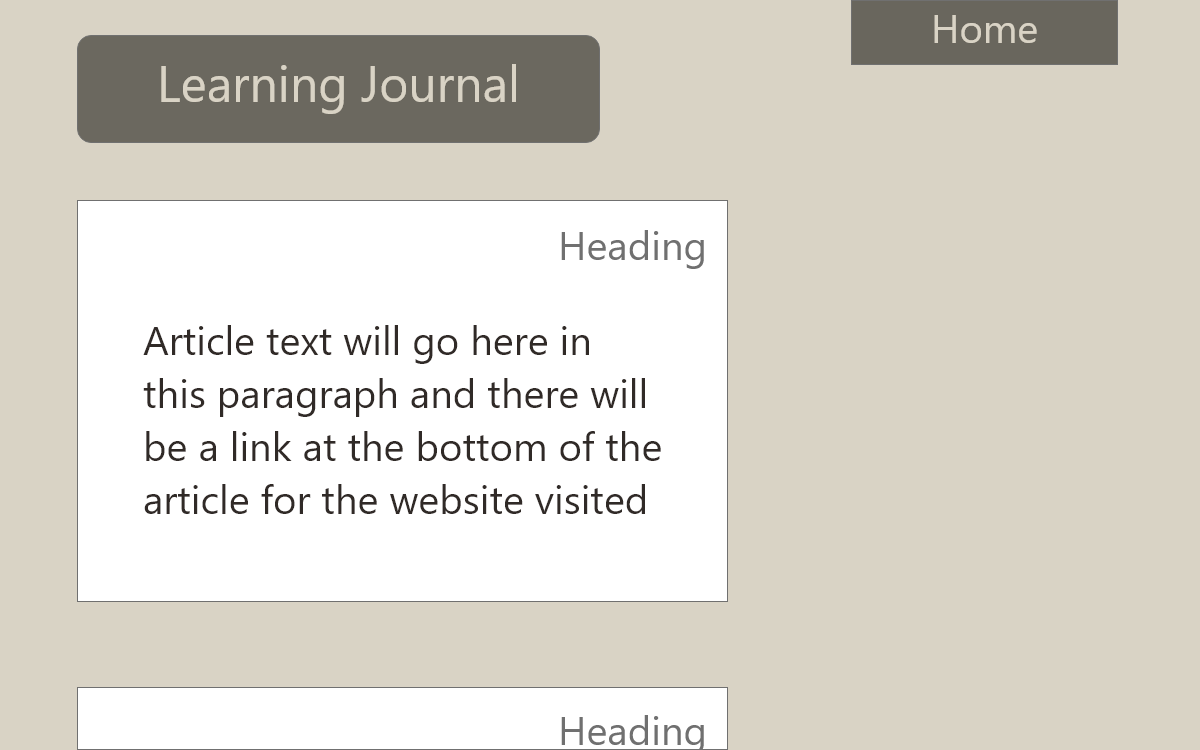 Home
Learning Journal
Heading
Article text will go here in
this paragraph and there will
be a link at the bottom of the
article for the website visited
Heading